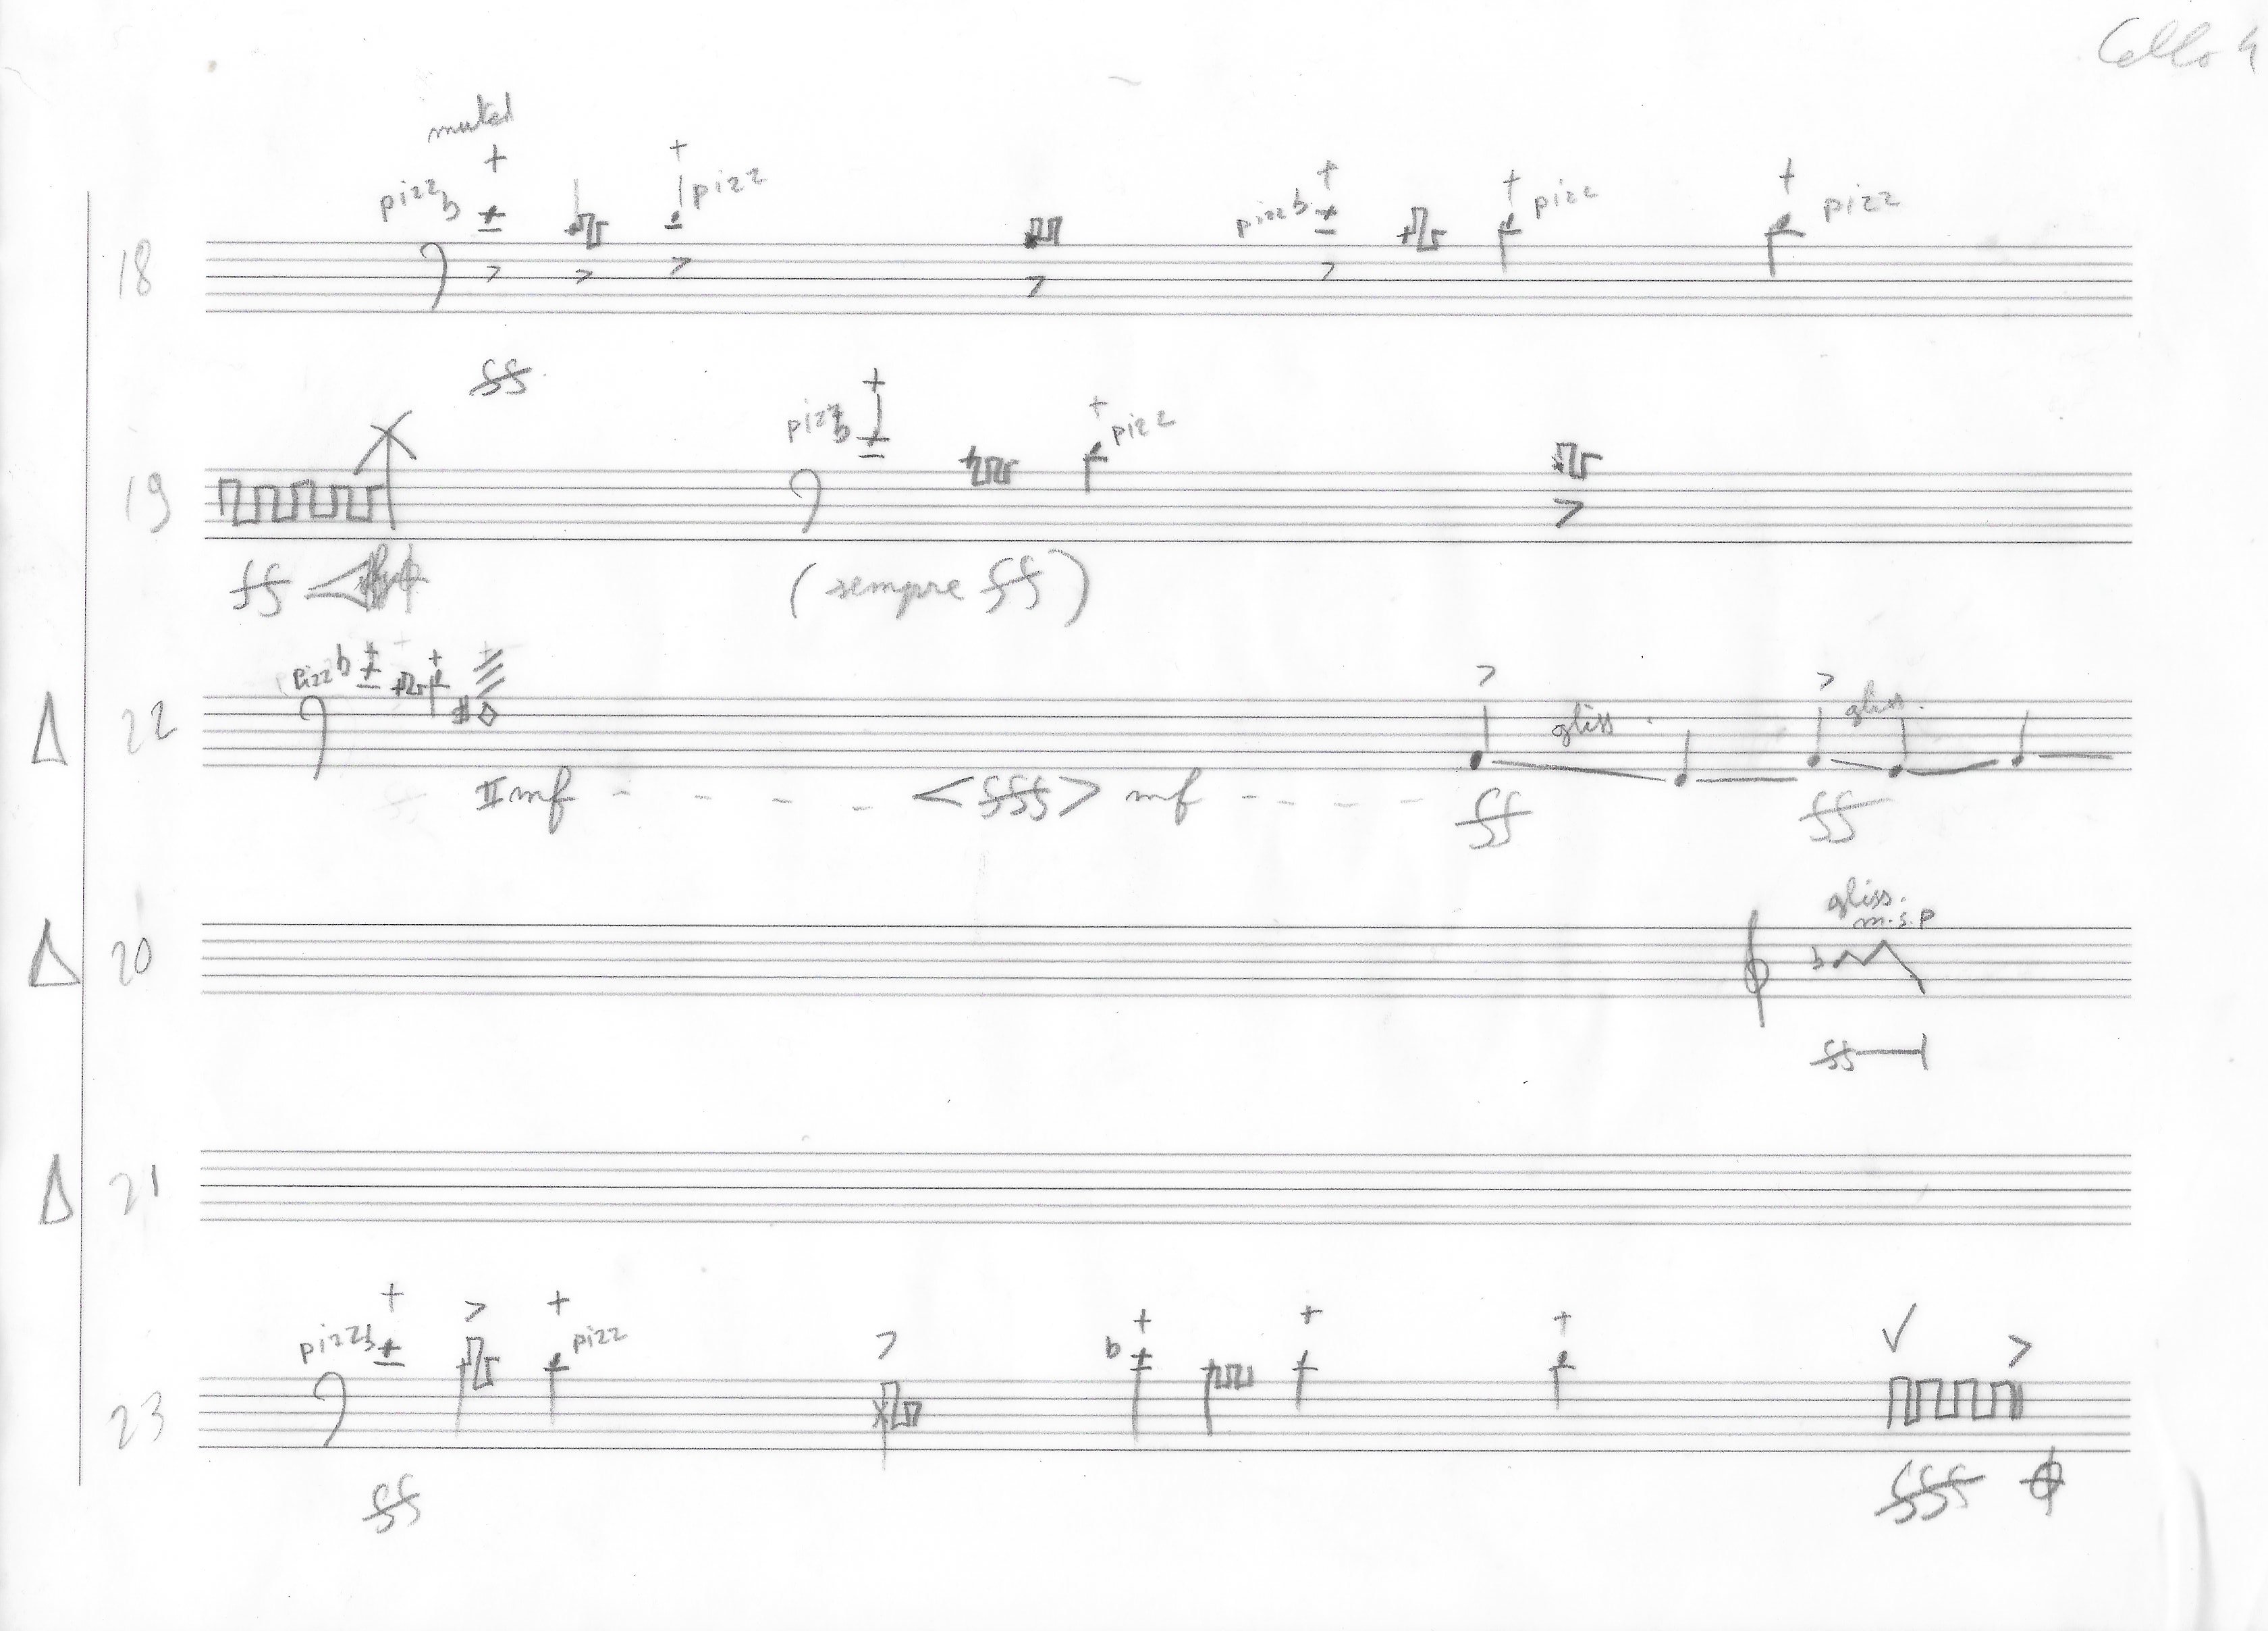 Cello 4
muted
pizz pizz pizz pizz pizz
18
ff
pizz pizz
19
ff (sempre ff)
pizz
22 gliss. gliss.
II mf - - - - < fff > mf - - - ff ff
gliss.
m.s.p
20
ff
21
pizz pizz
23
ff fff